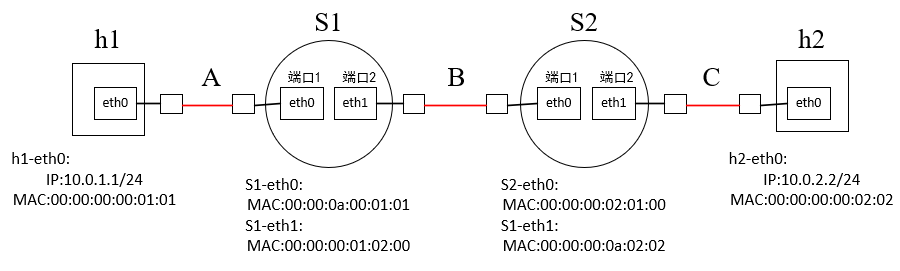 h1
A
S1
B
S2
C
h2
端口1
端口2
端口1
端口2
eth0
eth0
eth1
eth0
eth1
eth0
h1-eth0:
IP:10.0.1.1/24
MAC:00:00:00:00:01:01
S1-eth0:
MAC:00:00:0a:00:01:01
S1-eth1:
MAC:00:00:00:01:02:00
S2-eth0:
MAC:00:00:00:02:01:00
S1-eth1:
MAC:00:00:00:0a:02:02
h2-eth0:
IP:10.0.2.2/24
MAC:00:00:00:00:02:02